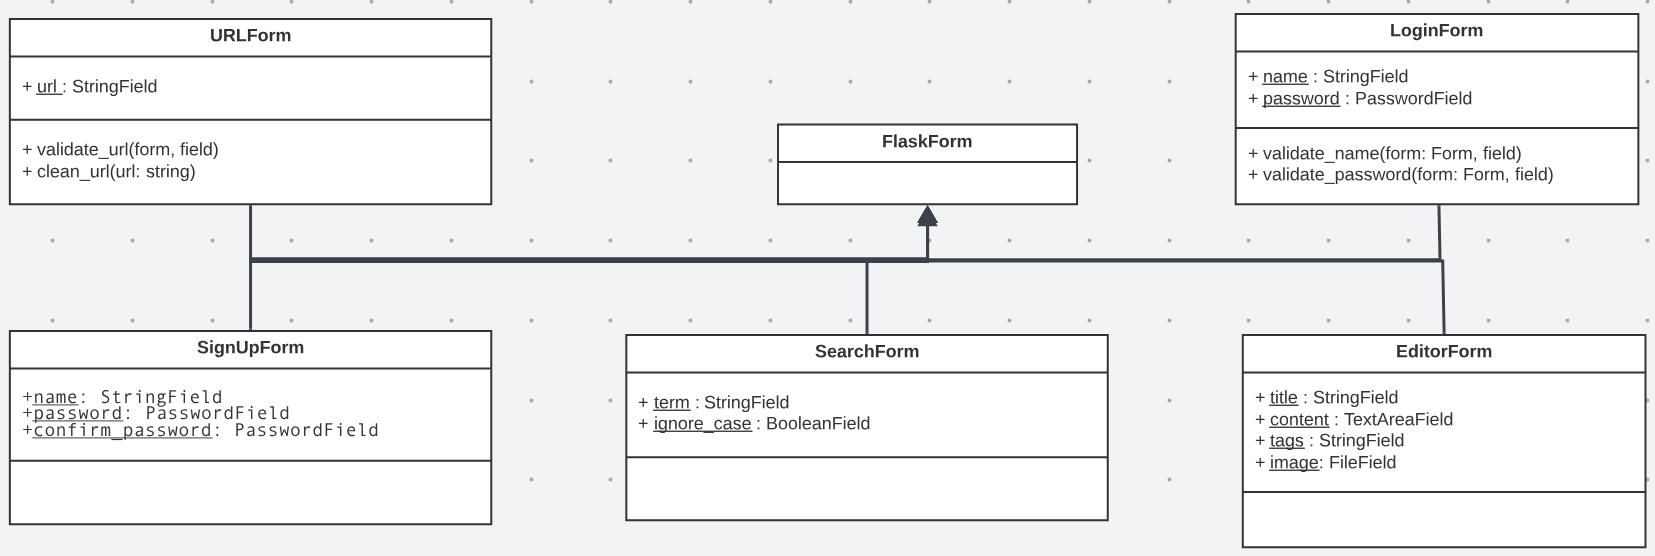 URLForm
+ url : StringField
+ validate_url(form, field)
+ clean_url(url: string)
FlaskForm
LoginForm
+ name : StringField
+ password : PasswordField
+ validate_name(form: Form, field)
+ validate_password(form: Form, field)
SignUpForm
+name: StringField
+password: PasswordField
+confirm_password: PasswordField
SearchForm
+ term : StringField
+ ignore_case : BooleanField
EditorForm
+ title : StringField
+ content : TextAreaField
+ tags : StringField
+ image: FileField